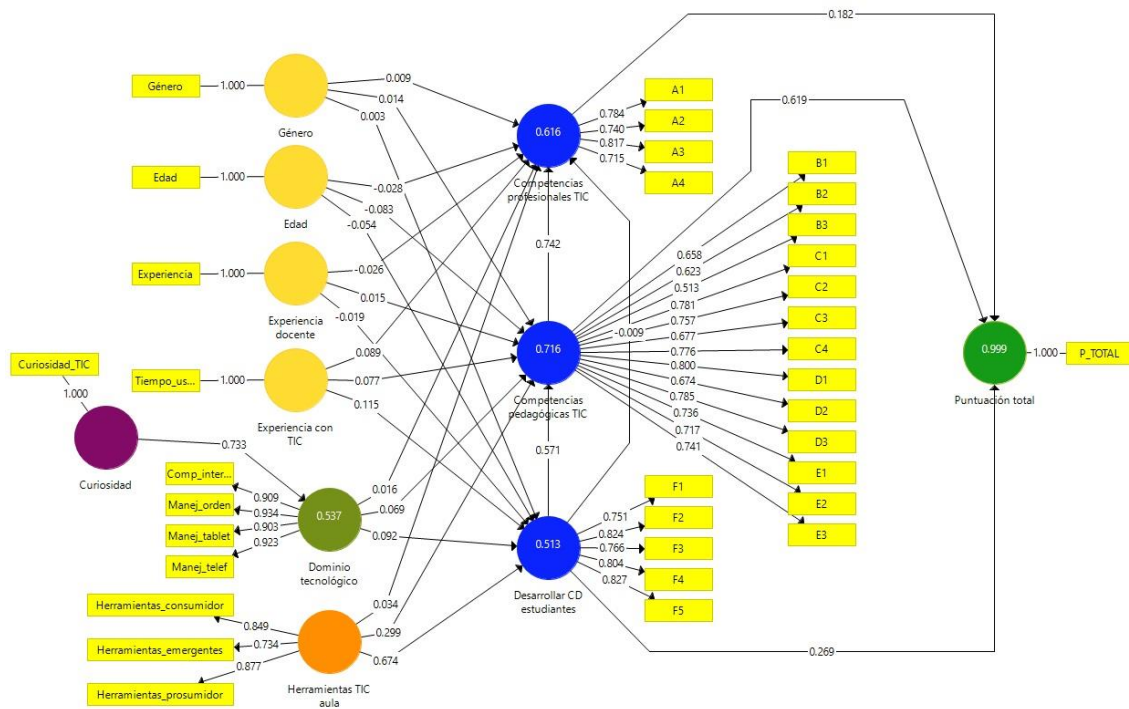 0.182
Género
1.000
Género
0.009
0.014
0.003
0.616
Competencias
profesionales TIC
0.784
0.740
0.817
0.715
A1
A2
A3
A4
0.619
Edad
1.000
Edad
-0.028
-0.083
-0.054
Experiencia
1.000
Experiencia
docente
-0.026
0.015
-0.019
0.742
0.716
Competencias
pedagógicas TIC
-0.009
0.658
0.623
0.513
0.781
0.757
0.677
0.776
0.800
0.674
0.785
0.736
0.717
0.741
B1
B2
B3
C1
C2
C3
C4
D1
D2
D3
E1
E2
E3
0.999
Puntuación total
1.000
P_TOTAL
Tiempo_us...
1.000
Experiencia con
TIC
0.089
0.077
0.115
Curiosidad_TIC
1.000
Curiosidad
0.733
0.571
Comp_inter...
Manej_orden
Manej_tablet
Manej_telef
0.909
0.934
0.903
0.923
0.537
Dominio
tecnológico
0.016
0.069
0.092
0.513
Desarrollar CD
estudiantes
0.751
0.824
0.766
0.804
0.827
F1
F2
F3
F4
F5
Herramientas_consumidor
Herramientas_emergentes
Herramientas_prosumidor
0.849
0.734
0.877
Herramientas TIC
aula
0.034
0.299
0.674
0.269